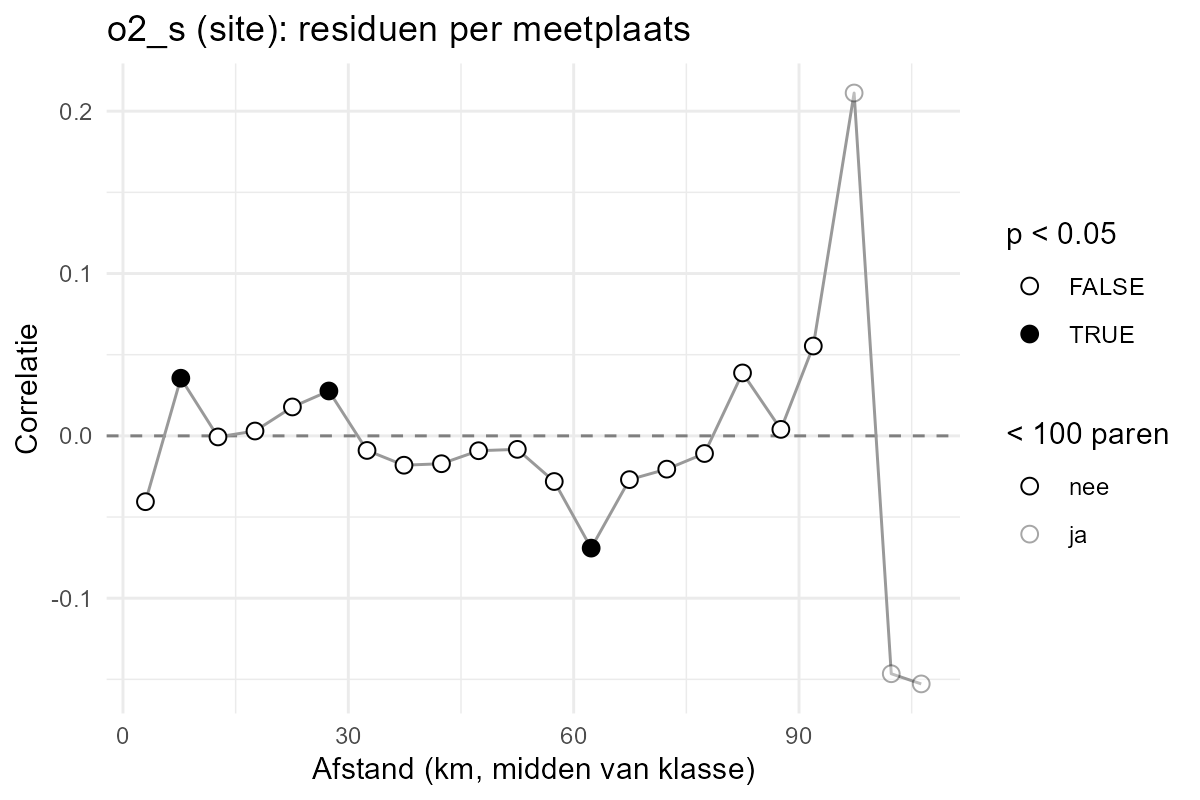 o2_s (site): residuen per meetplaats
0.2
0.1
0.0
-0.1
Correlatie
0
30
60
90
Afstand (km, midden van klasse)
p < 0.05
FALSE
TRUE
< 100 paren
nee
ja